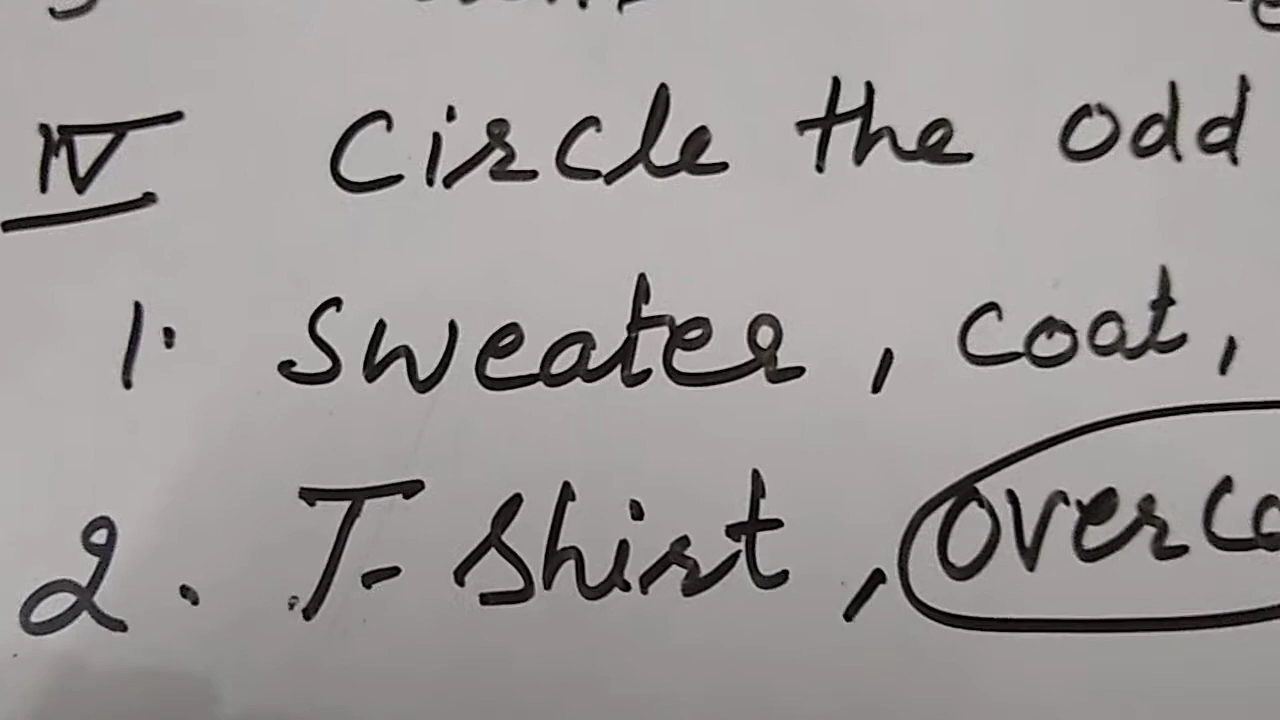 IV Circle the odd
1. Sweater, coat,
2. T-Shirt, overco